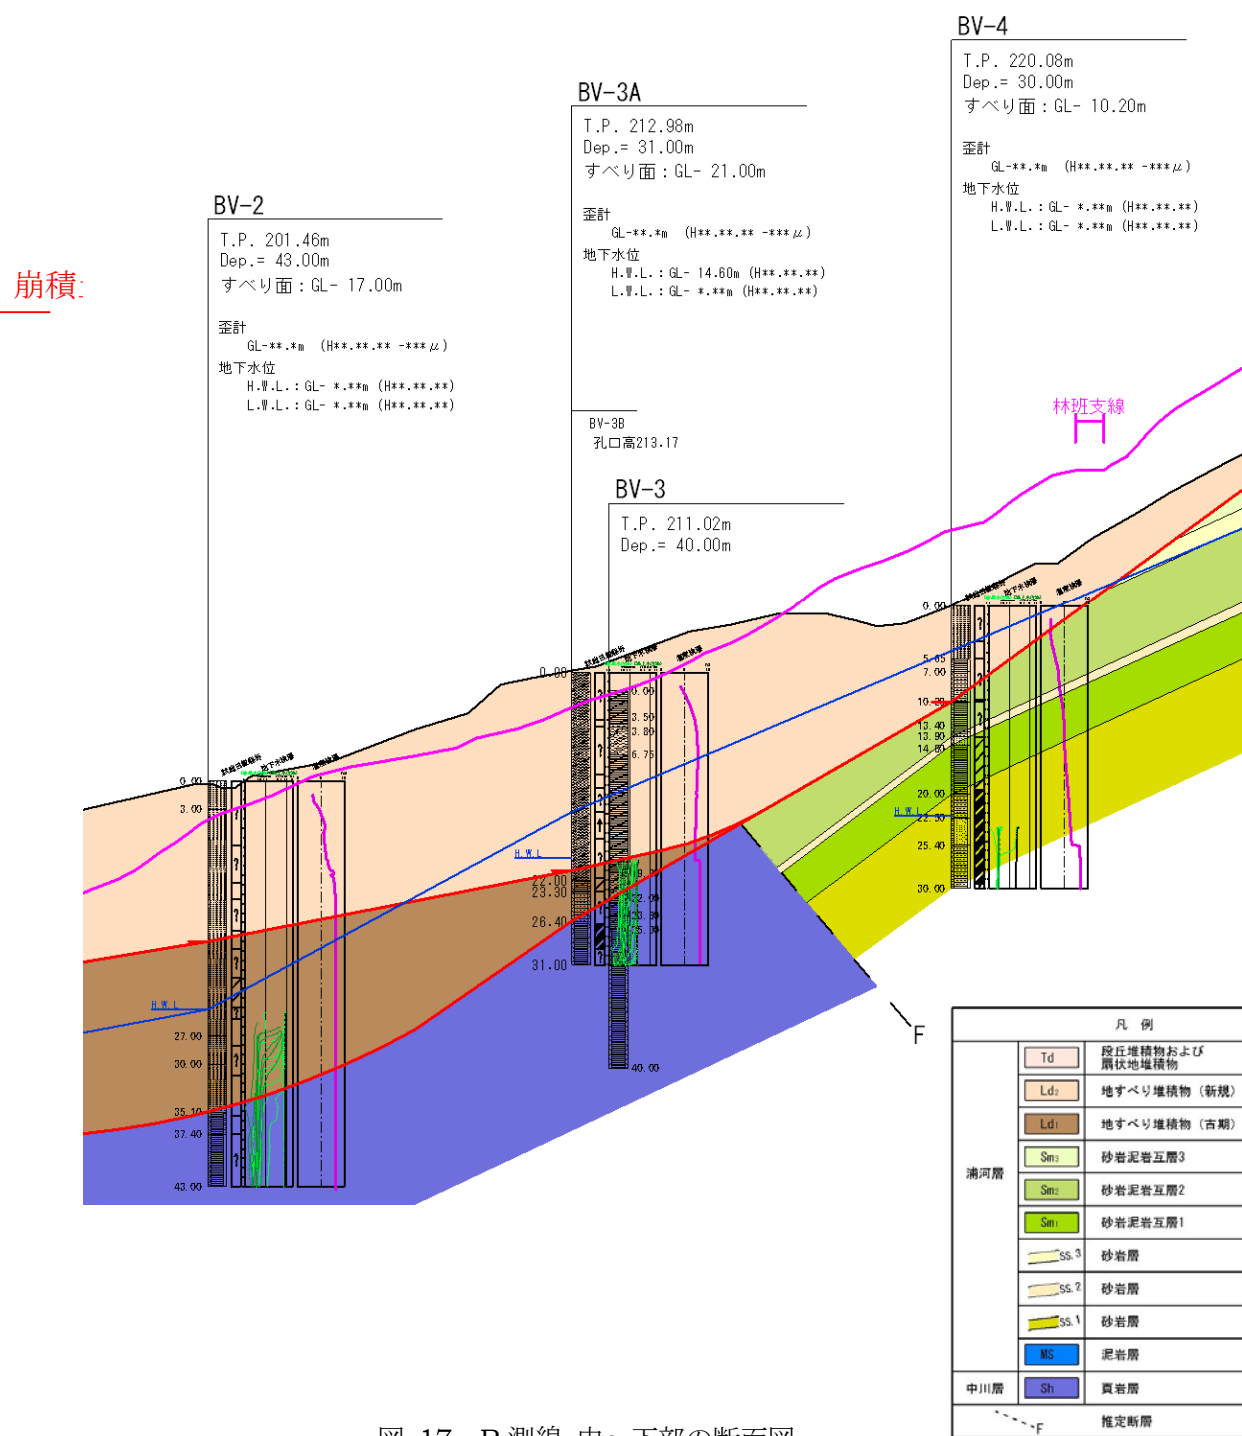 BV-4
T.P. 220.08m
Dep.= 30.00m
すべり面：GL- 10.20m
歪計
GL-**.*m (H**.**.** -***μ)
地下水位
H.W.L.：GL- *.**m (H**.**.**)
L.W.L.：GL- *.**m (H**.**.**)
BV-3A
T.P. 212.98m
Dep.= 31.00m
すべり面：GL- 21.00m
歪計
GL-**.*m (H**.**.** -***μ)
地下水位
H.W.L.：GL- 14.60m (H**.**.**)
L.W.L.：GL- *.**m (H**.**.**)
BV-2
T.P. 201.46m
Dep.= 43.00m
すべり面：GL- 17.00m
歪計
GL-**.*m (H**.**.** -***μ)
地下水位
H.W.L.：GL- *.**m (H**.**.**)
L.W.L.：GL- *.**m (H**.**.**)
崩積
林班支線
BV-3B
孔口高213.17
BV-3
T.P. 211.02m
Dep.= 40.00m
0.00
7.00
13.40
13.90
20.00
H.W.L
22.50
25.40
30.00
0.00
3.50
3.80
6.75
H.W.L
22.00
23.30
26.40
31.00
40.00
0.00
3.00
H.W.L
27.00
30.00
35.10
37.40
43.00
F
凡 例
浦河層
Td 段丘堆積物および
扇状地堆積物
Ld₂ 地すべり堆積物（新規）
Ld₁ 地すべり堆積物（古期）
Sm₃ 砂岩泥岩互層3
Sm₂ 砂岩泥岩互層2
Sm₁ 砂岩泥岩互層1
SS.3 砂岩層
SS.2 砂岩層
SS.1 砂岩層
MS 泥岩層
中川層 Sh 頁岩層
F 推定断層
図 17 B 測線 中～下部の断面図